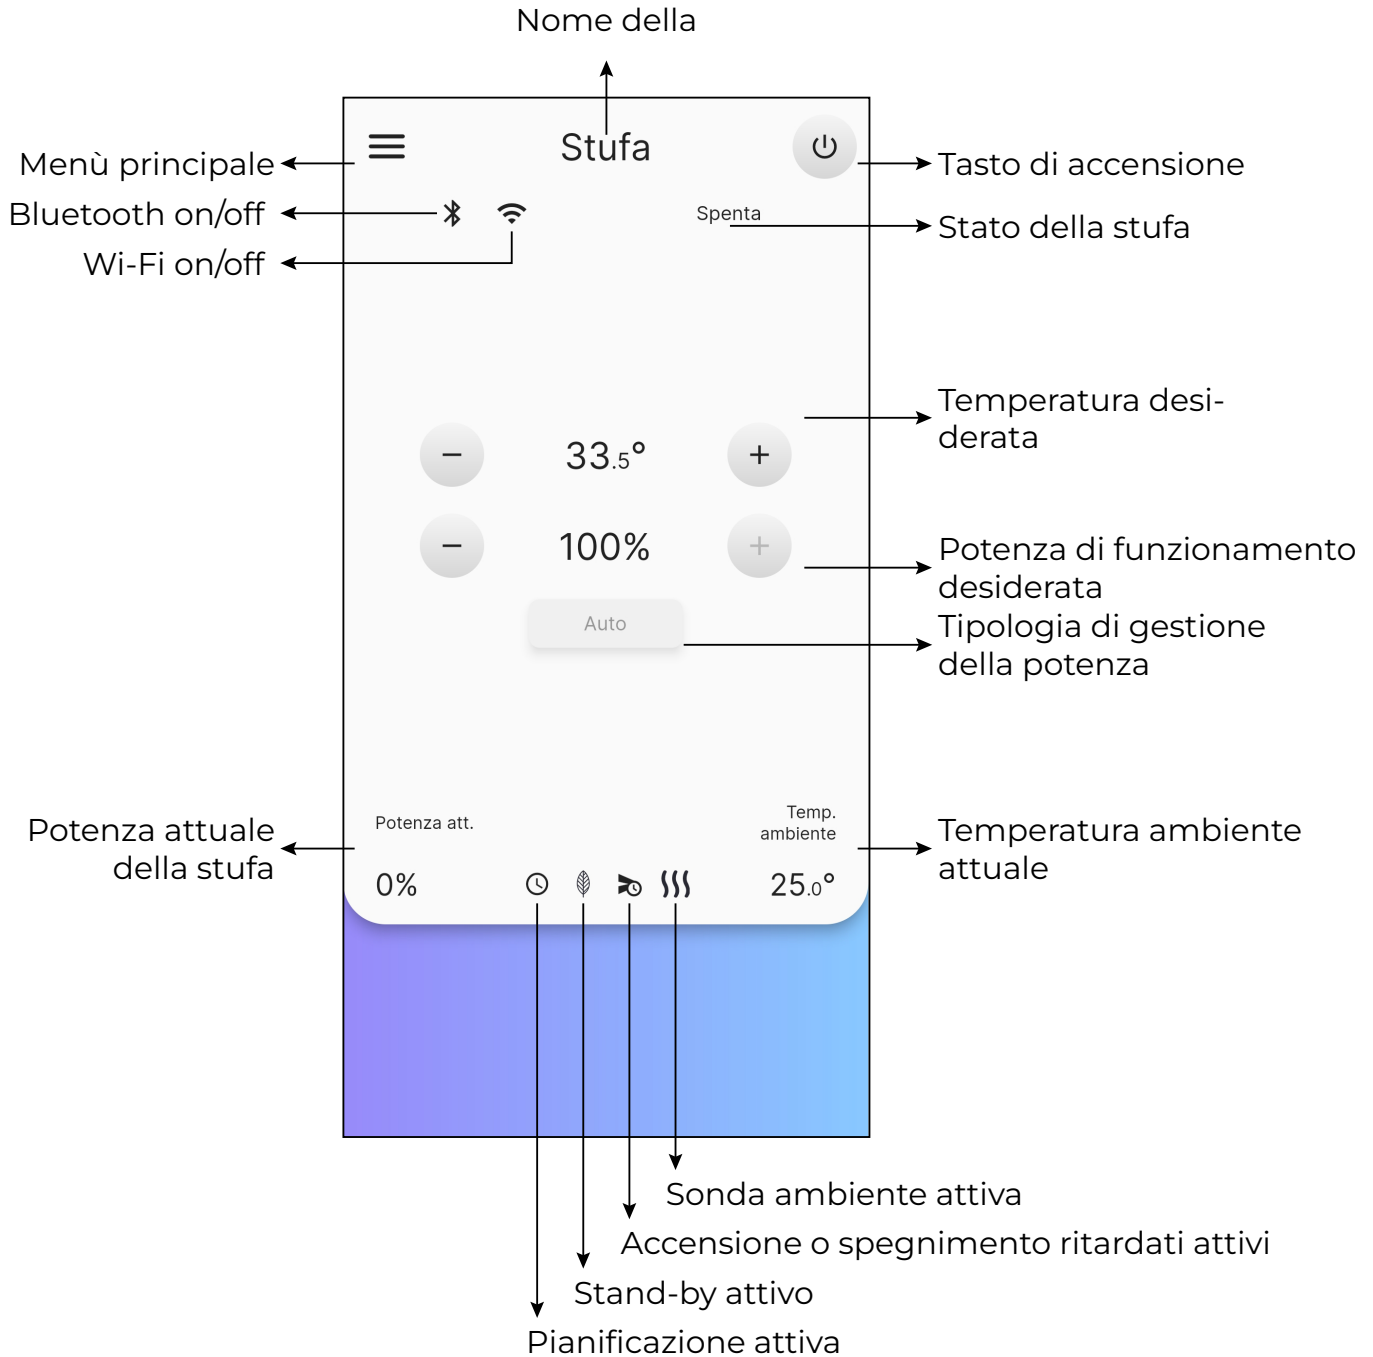 Nome della
Stufa
Menù principale
Tasto di accensione
Bluetooth on/off
Spenta
Stato della stufa
Wi-Fi on/off
Temperatura desi-
derata
33.5°
100%
Potenza di funzionamento
desiderata
Auto
Tipologia di gestione
della potenza
Potenza att.
Temp.
ambiente
Potenza attuale
della stufa
Temperatura ambiente
attuale
0%
25.0°
Sonda ambiente attiva
Accensione o spegnimento ritardati attivi
Stand-by attivo
Pianificazione attiva